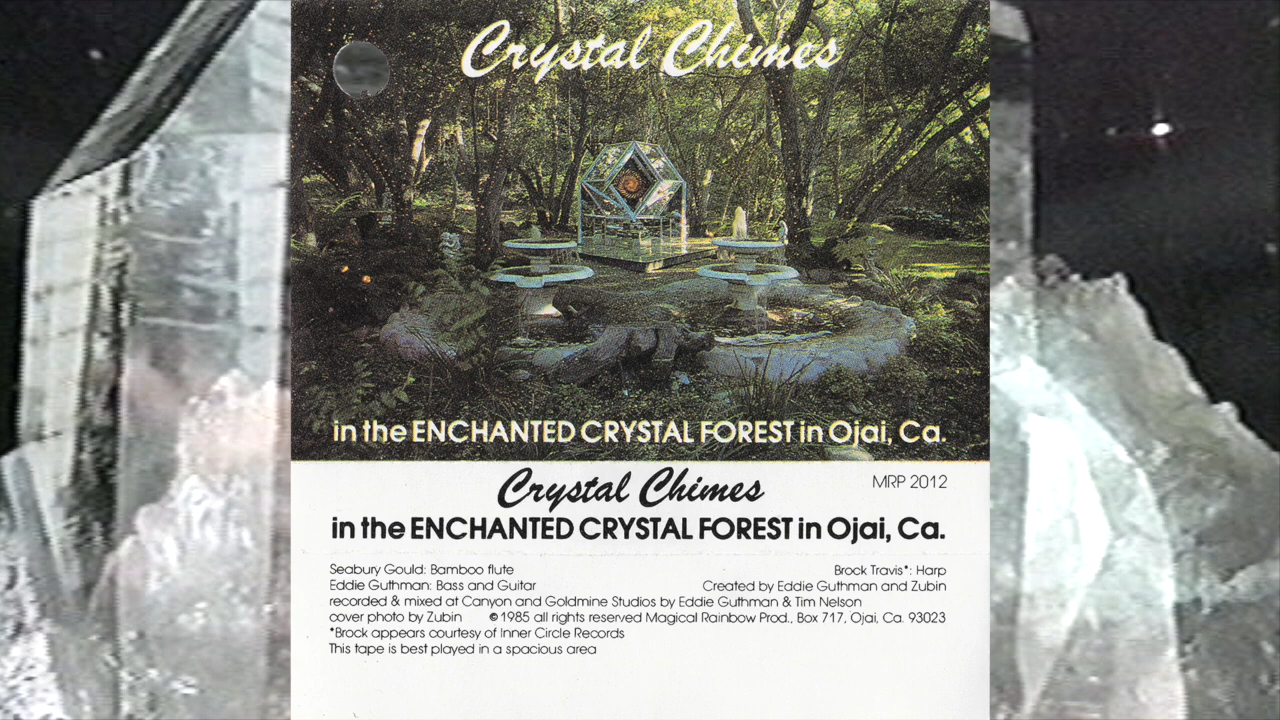 Crystal Chimes
in the ENCHANTED CRYSTAL FOREST in Ojai, Ca.
Crystal Chimes
MRP 2012
in the ENCHANTED CRYSTAL FOREST in Ojai, Ca.
Seabury Gould: Bamboo flute
Brock Travis*: Harp
Eddie Guthman: Bass and Guitar
Created by Eddie Guthman and Zubin
recorded & mixed at Canyon and Goldmine Studios by Eddie Guthman & Tim Nelson
cover photo by Zubin
©1985 all rights reserved Magical Rainbow Prod., Box 717, Ojai, Ca. 93023
*Brock appears courtesy of Inner Circle Records
This tape is best played in a spacious area